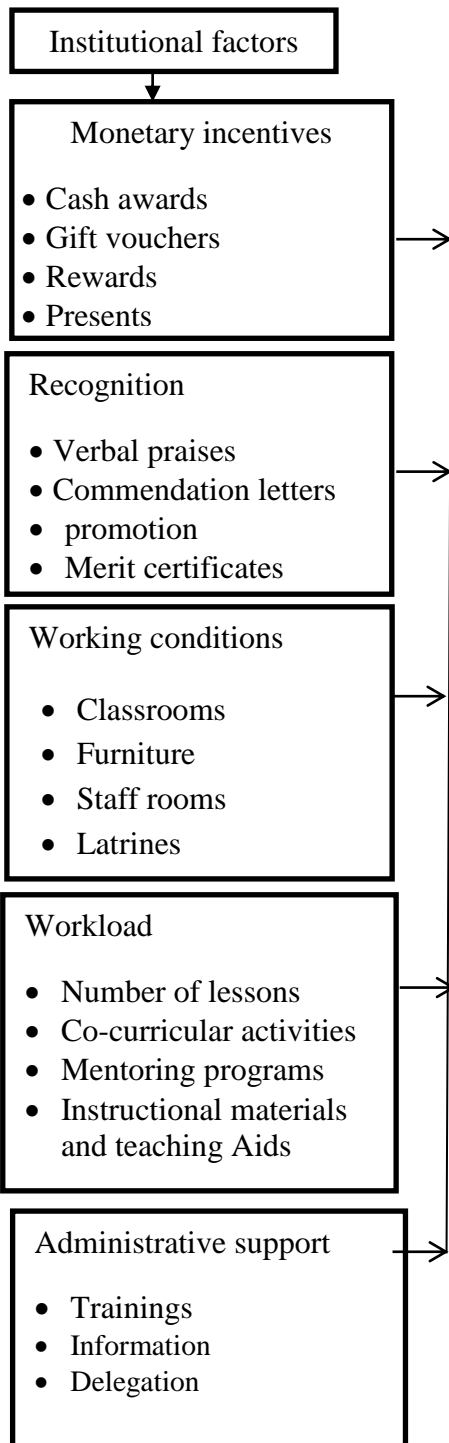 Institutional factors
Monetary incentives
• Cash awards
• Gift vouchers
• Rewards
• Presents
Recognition
• Verbal praises
• Commendation letters
• promotion
• Merit certificates
Working conditions
• Classrooms
• Furniture
• Staff rooms
• Latrines
Workload
• Number of lessons
• Co-curricular activities
• Mentoring programs
• Instructional materials
and teaching Aids
Administrative support
• Trainings
• Information
• Delegation